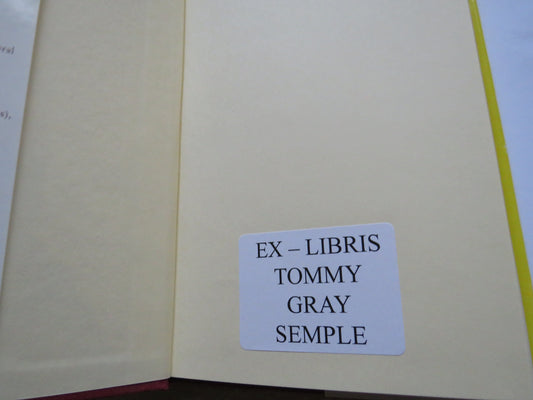 EX – LIBRIS
TOMMY
GRAY
SEMPLE